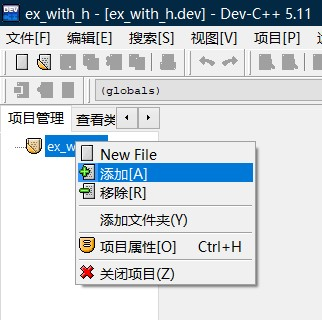 ex_with_h - [ex_with_h.dev] - Dev-C++ 5.11
文件[F] 编辑[E] 搜索[S] 视图[V] 项目[P]
(globals)
项目管理 查看类
ex_w
New File
添加[A]
移除[R]
添加文件夹(Y)
项目属性[O] Ctrl+H
关闭项目(Z)